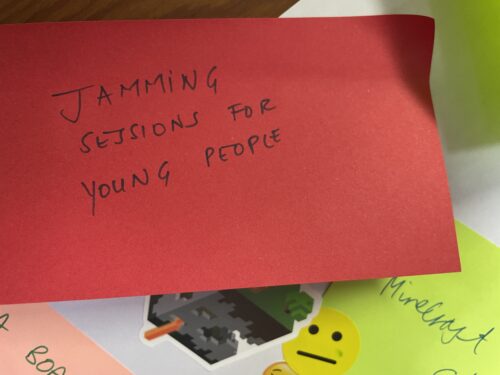 JAMMING
SESSIONS FOR
YOUNG PEOPLE
Minecraft